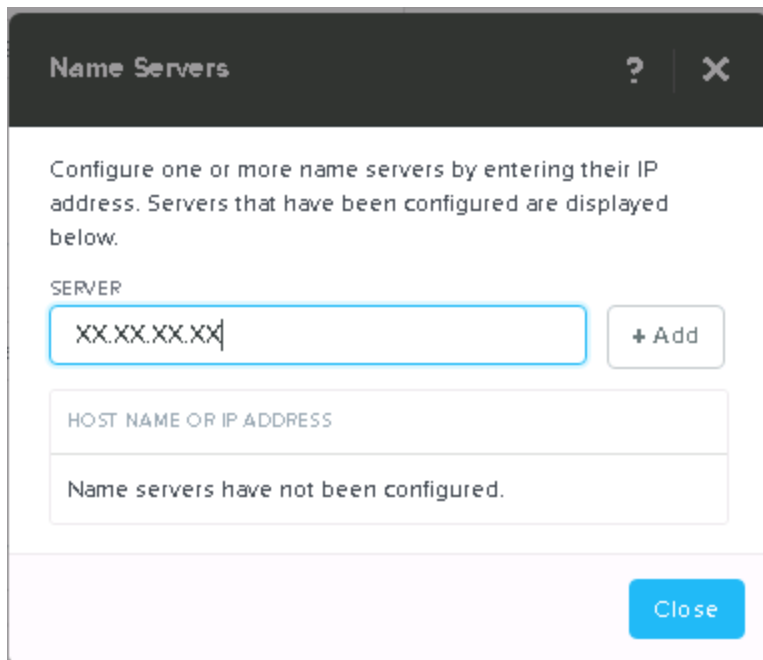 Name Servers ? X
Configure one or more name servers by entering their IP
address. Servers that have been configured are displayed
below.
SERVER
XX.XX.XX.XX
+ Add
HOST NAME OR IP ADDRESS
Name servers have not been configured.
Close